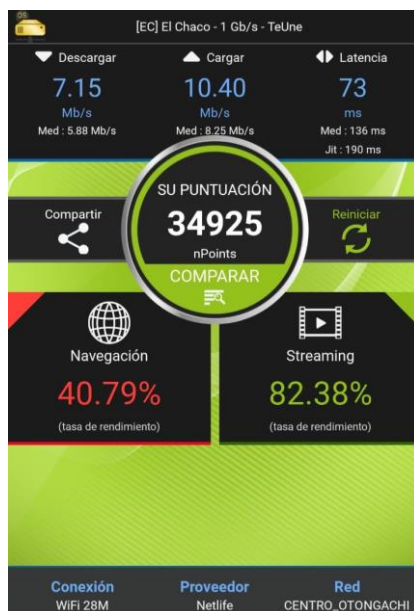 [EC] El Chaco - 1 Gb/s - TeUne
Descargar
7.15
Mb/s
Med : 5.88 Mb/s
Cargar
10.40
Mb/s
Med : 8.25 Mb/s
Latencia
73
ms
Med : 136 ms
Jit : 190 ms
Compartir
SU PUNTUACIÓN
34925
nPoints
COMPARAR
Reiniciar
Navegación
40.79%
(tasa de rendimiento)
Streaming
82.38%
(tasa de rendimiento)
Conexión
WiFi 28M
Proveedor
Netlife
Red
CENTRO_OTONGACHI